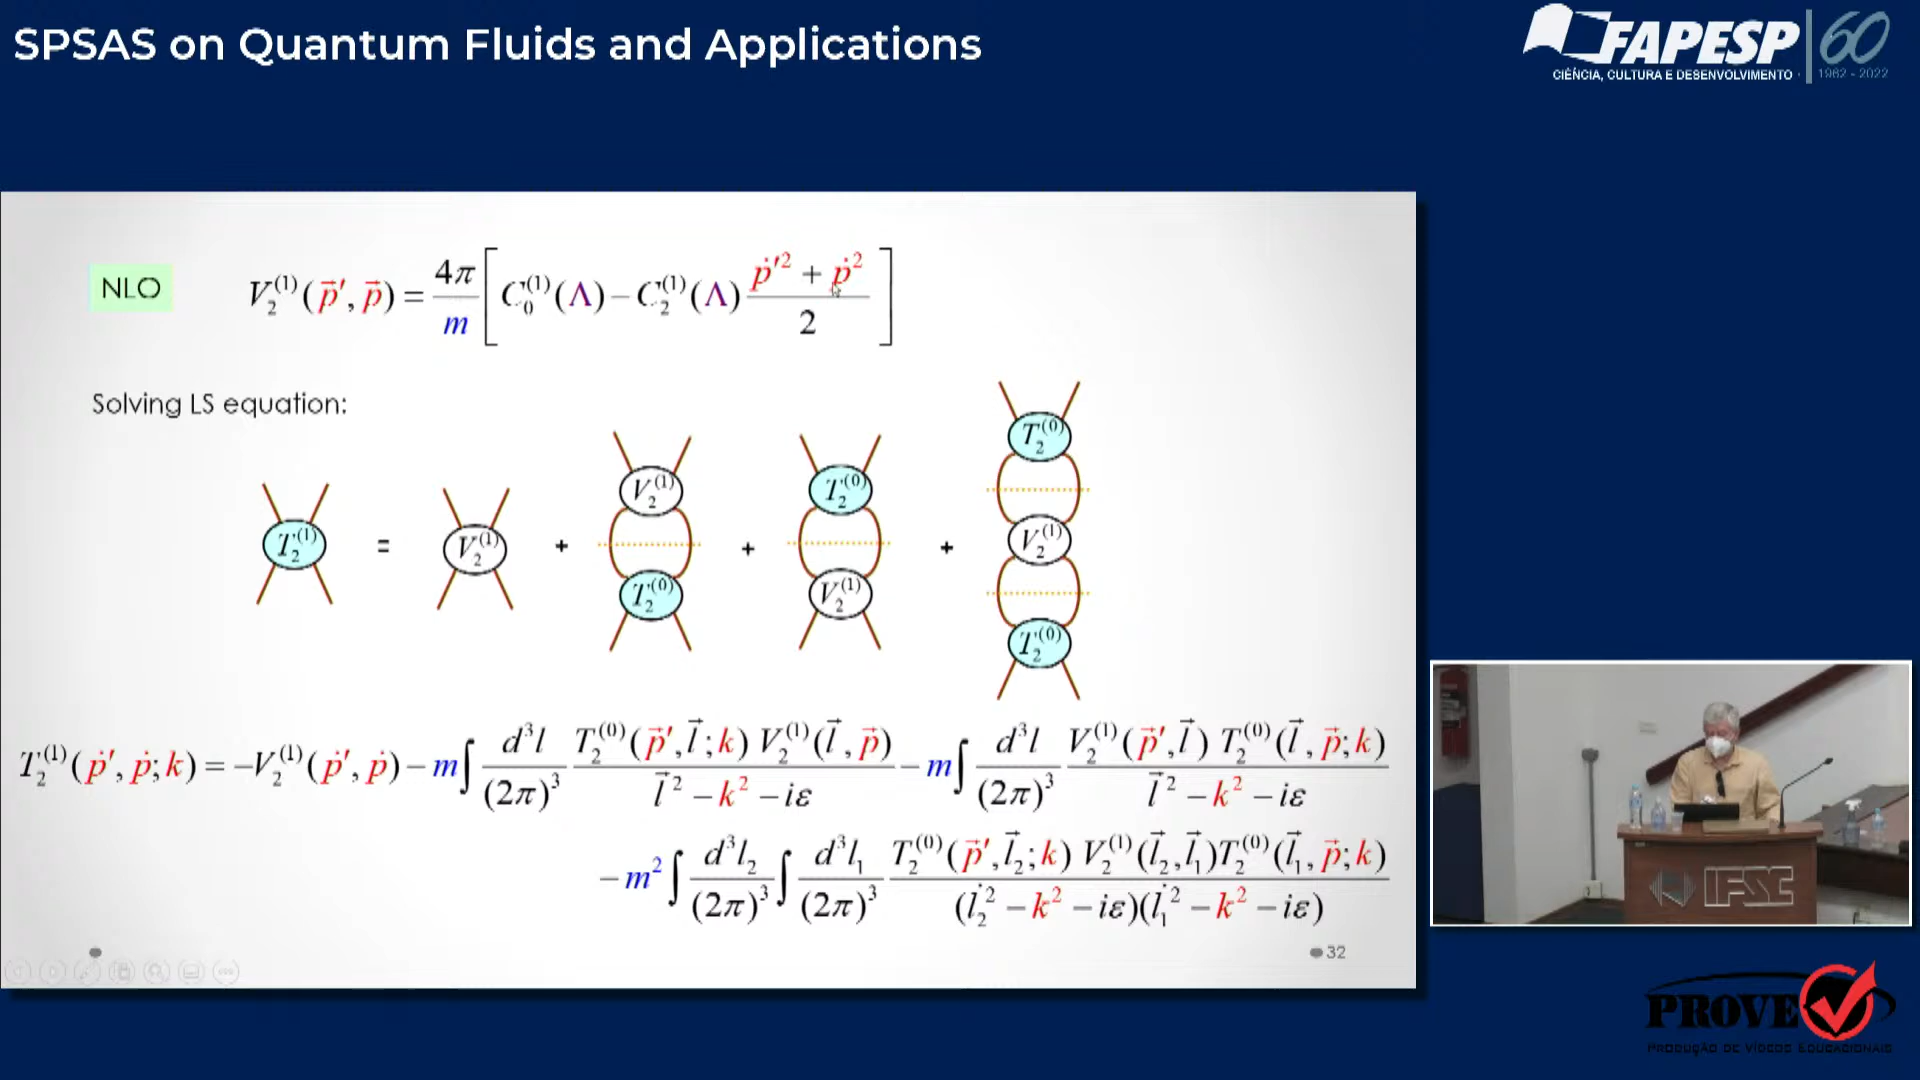 SPSAS on Quantum Fluids and Applications
FAPESP 60
CIÊNCIA, CULTURA E DESENVOLVIMENTO 1962 - 2022
NLO V₂⁽¹⁾(p⃗′, p⃗) = 4π/m [C₀⁽¹⁾(Λ) − C₂⁽¹⁾(Λ) (p⃗′² + p⃗²)/2]
Solving LS equation:
T₂⁽¹⁾ = V₂⁽¹⁾ + V₂⁽¹⁾ T₂⁽⁰⁾ + T₂⁽⁰⁾ V₂⁽¹⁾ + T₂⁽⁰⁾ V₂⁽¹⁾ T₂⁽⁰⁾
T₂⁽¹⁾(p⃗′, p⃗; k) = −V₂⁽¹⁾(p⃗′, p⃗) − m ∫ d³l/(2π)³ T₂⁽⁰⁾(p⃗′, l⃗; k) V₂⁽¹⁾(l⃗, p⃗)/(l⃗² − k² − iε) − m ∫ d³l/(2π)³ V₂⁽¹⁾(p⃗′, l⃗) T₂⁽⁰⁾(l⃗, p⃗; k)/(l⃗² − k² − iε)
− m² ∫ d³l₂/(2π)³ ∫ d³l₁/(2π)³ T₂⁽⁰⁾(p⃗′, l⃗₂; k) V₂⁽¹⁾(l⃗₂, l⃗₁) T₂⁽⁰⁾(l⃗₁, p⃗; k)/((l⃗₂² − k² − iε)(l⃗₁² − k² − iε))
32
IFSC
PROVE
PRODUÇÃO DE VÍDEOS EDUCACIONAIS